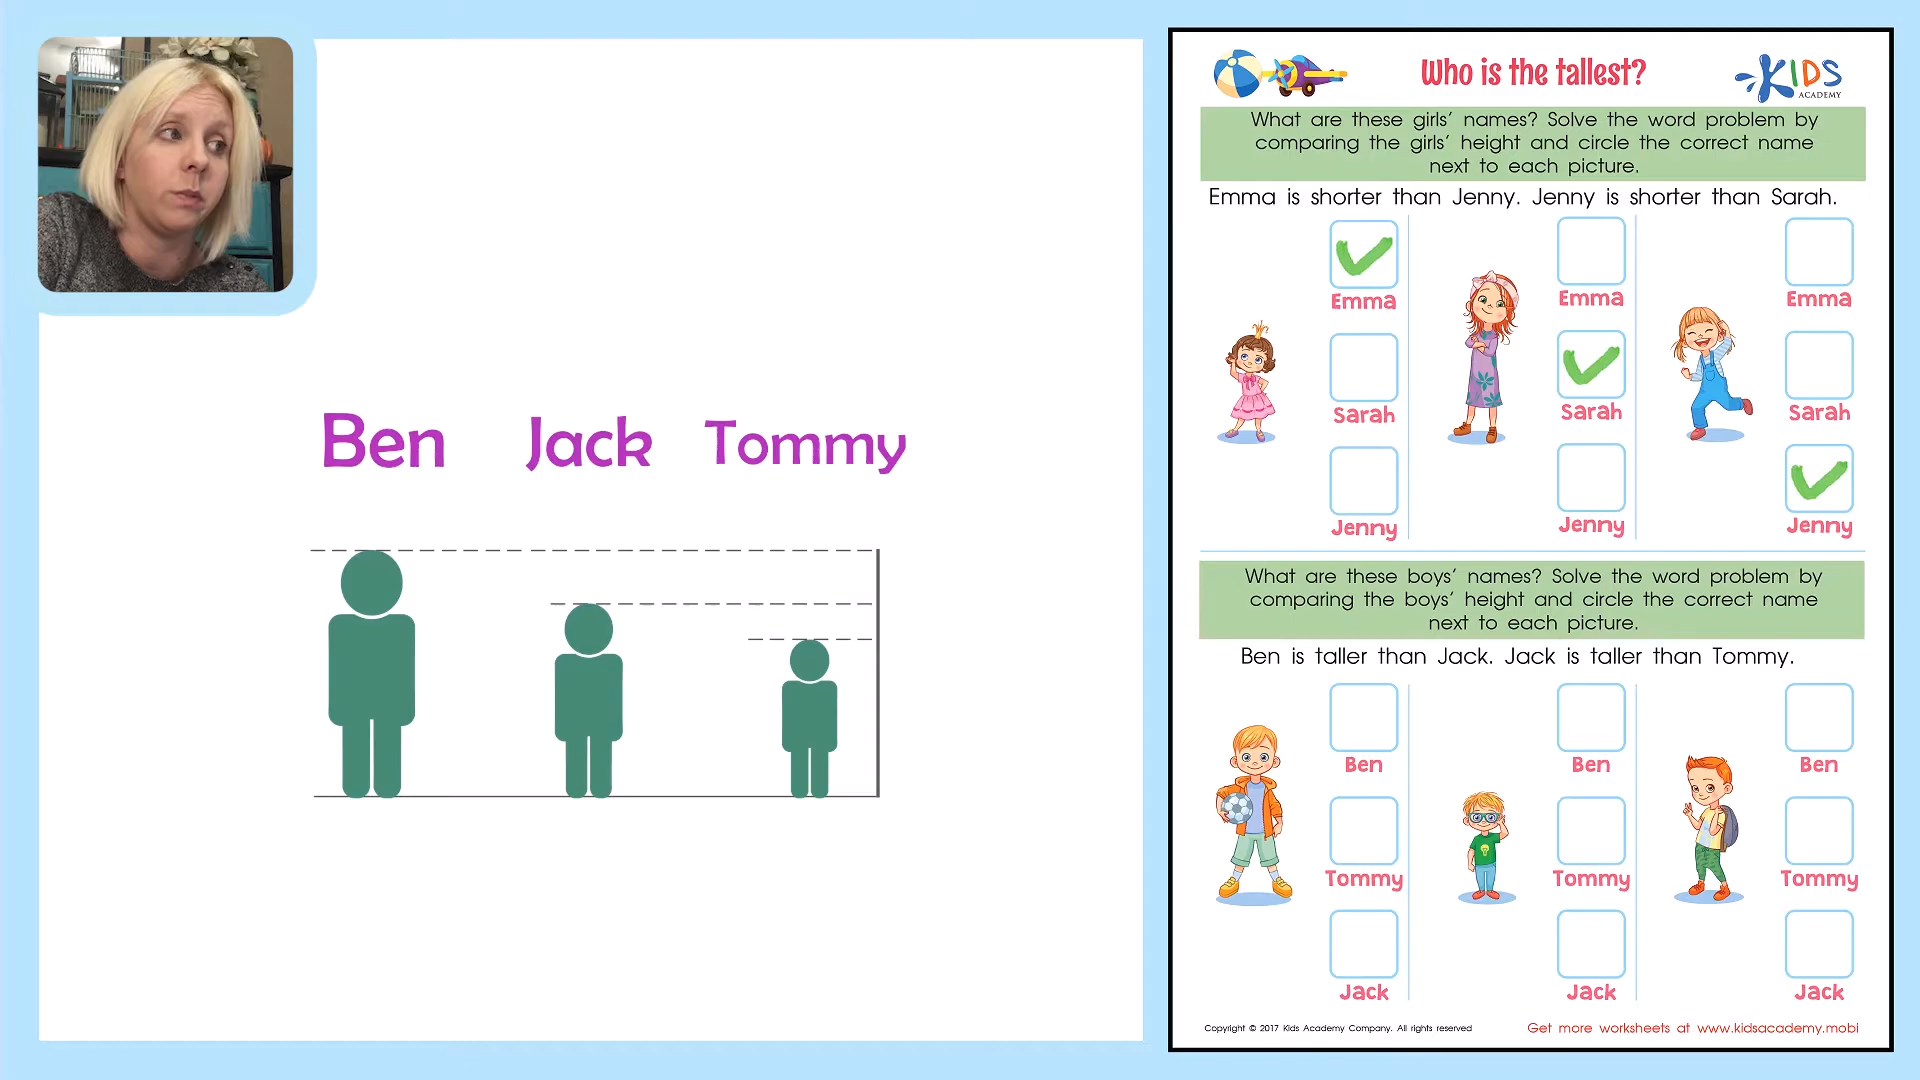 Ben Jack Tommy
Who is the tallest?
KIDS
ACADEMY
What are these girls' names? Solve the word problem by
comparing the girls' height and circle the correct name
next to each picture.
Emma is shorter than Jenny. Jenny is shorter than Sarah.
Emma Emma Emma
Sarah Sarah Sarah
Jenny Jenny Jenny
What are these boys' names? Solve the word problem by
comparing the boys' height and circle the correct name
next to each picture.
Ben is taller than Jack. Jack is taller than Tommy.
Ben Ben Ben
Tommy Tommy Tommy
Jack Jack Jack
Copyright © 2017 Kids Academy Company. All rights reserved
Get more worksheets at www.kidsacademy.mobi